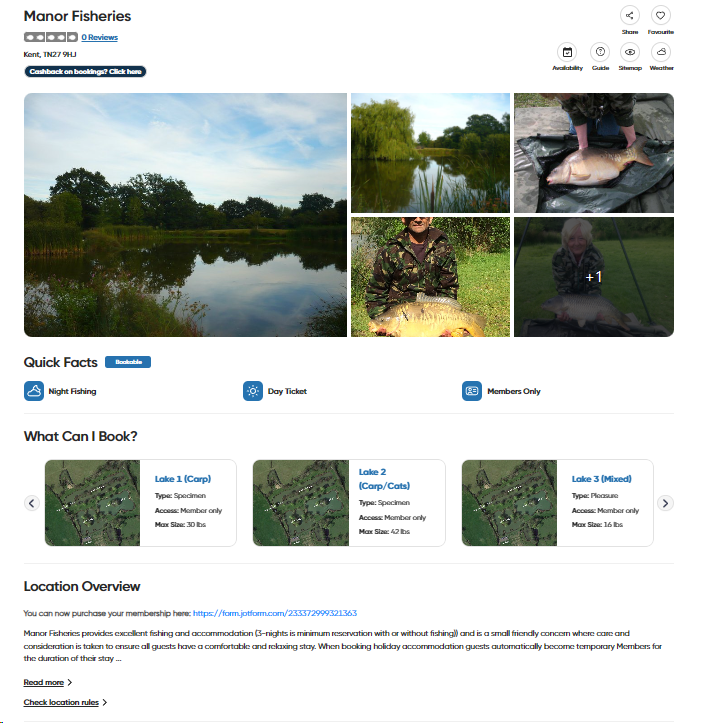 Manor Fisheries
0 Reviews
Share
Favourite
Kent, TN27 9HJ
Cashback on bookings? Click here
Availability
Guide
Sitemap
Weather
+1
Quick Facts
Bookable
Night Fishing
Day Ticket
Members Only
What Can I Book?
Lake 1 (Carp)
Type: Specimen
Access: Member only
Max Size: 30 lbs
Lake 2
(Carp/Cats)
Type: Specimen
Access: Member only
Max Size: 42 lbs
Lake 3 (Mixed)
Type: Pleasure
Access: Member only
Max Size: 16 lbs
Location Overview
You can now purchase your membership here: https://form.jotform.com/233372999321363
Manor Fisheries provides excellent fishing and accommodation (3-nights is minimum reservation with or without fishing)) and is a small friendly concern where care and
consideration is taken to ensure all guests have a comfortable and relaxing stay. When booking holiday accommodation guests automatically become temporary Members for
the duration of their stay ...
Read more
Check location rules